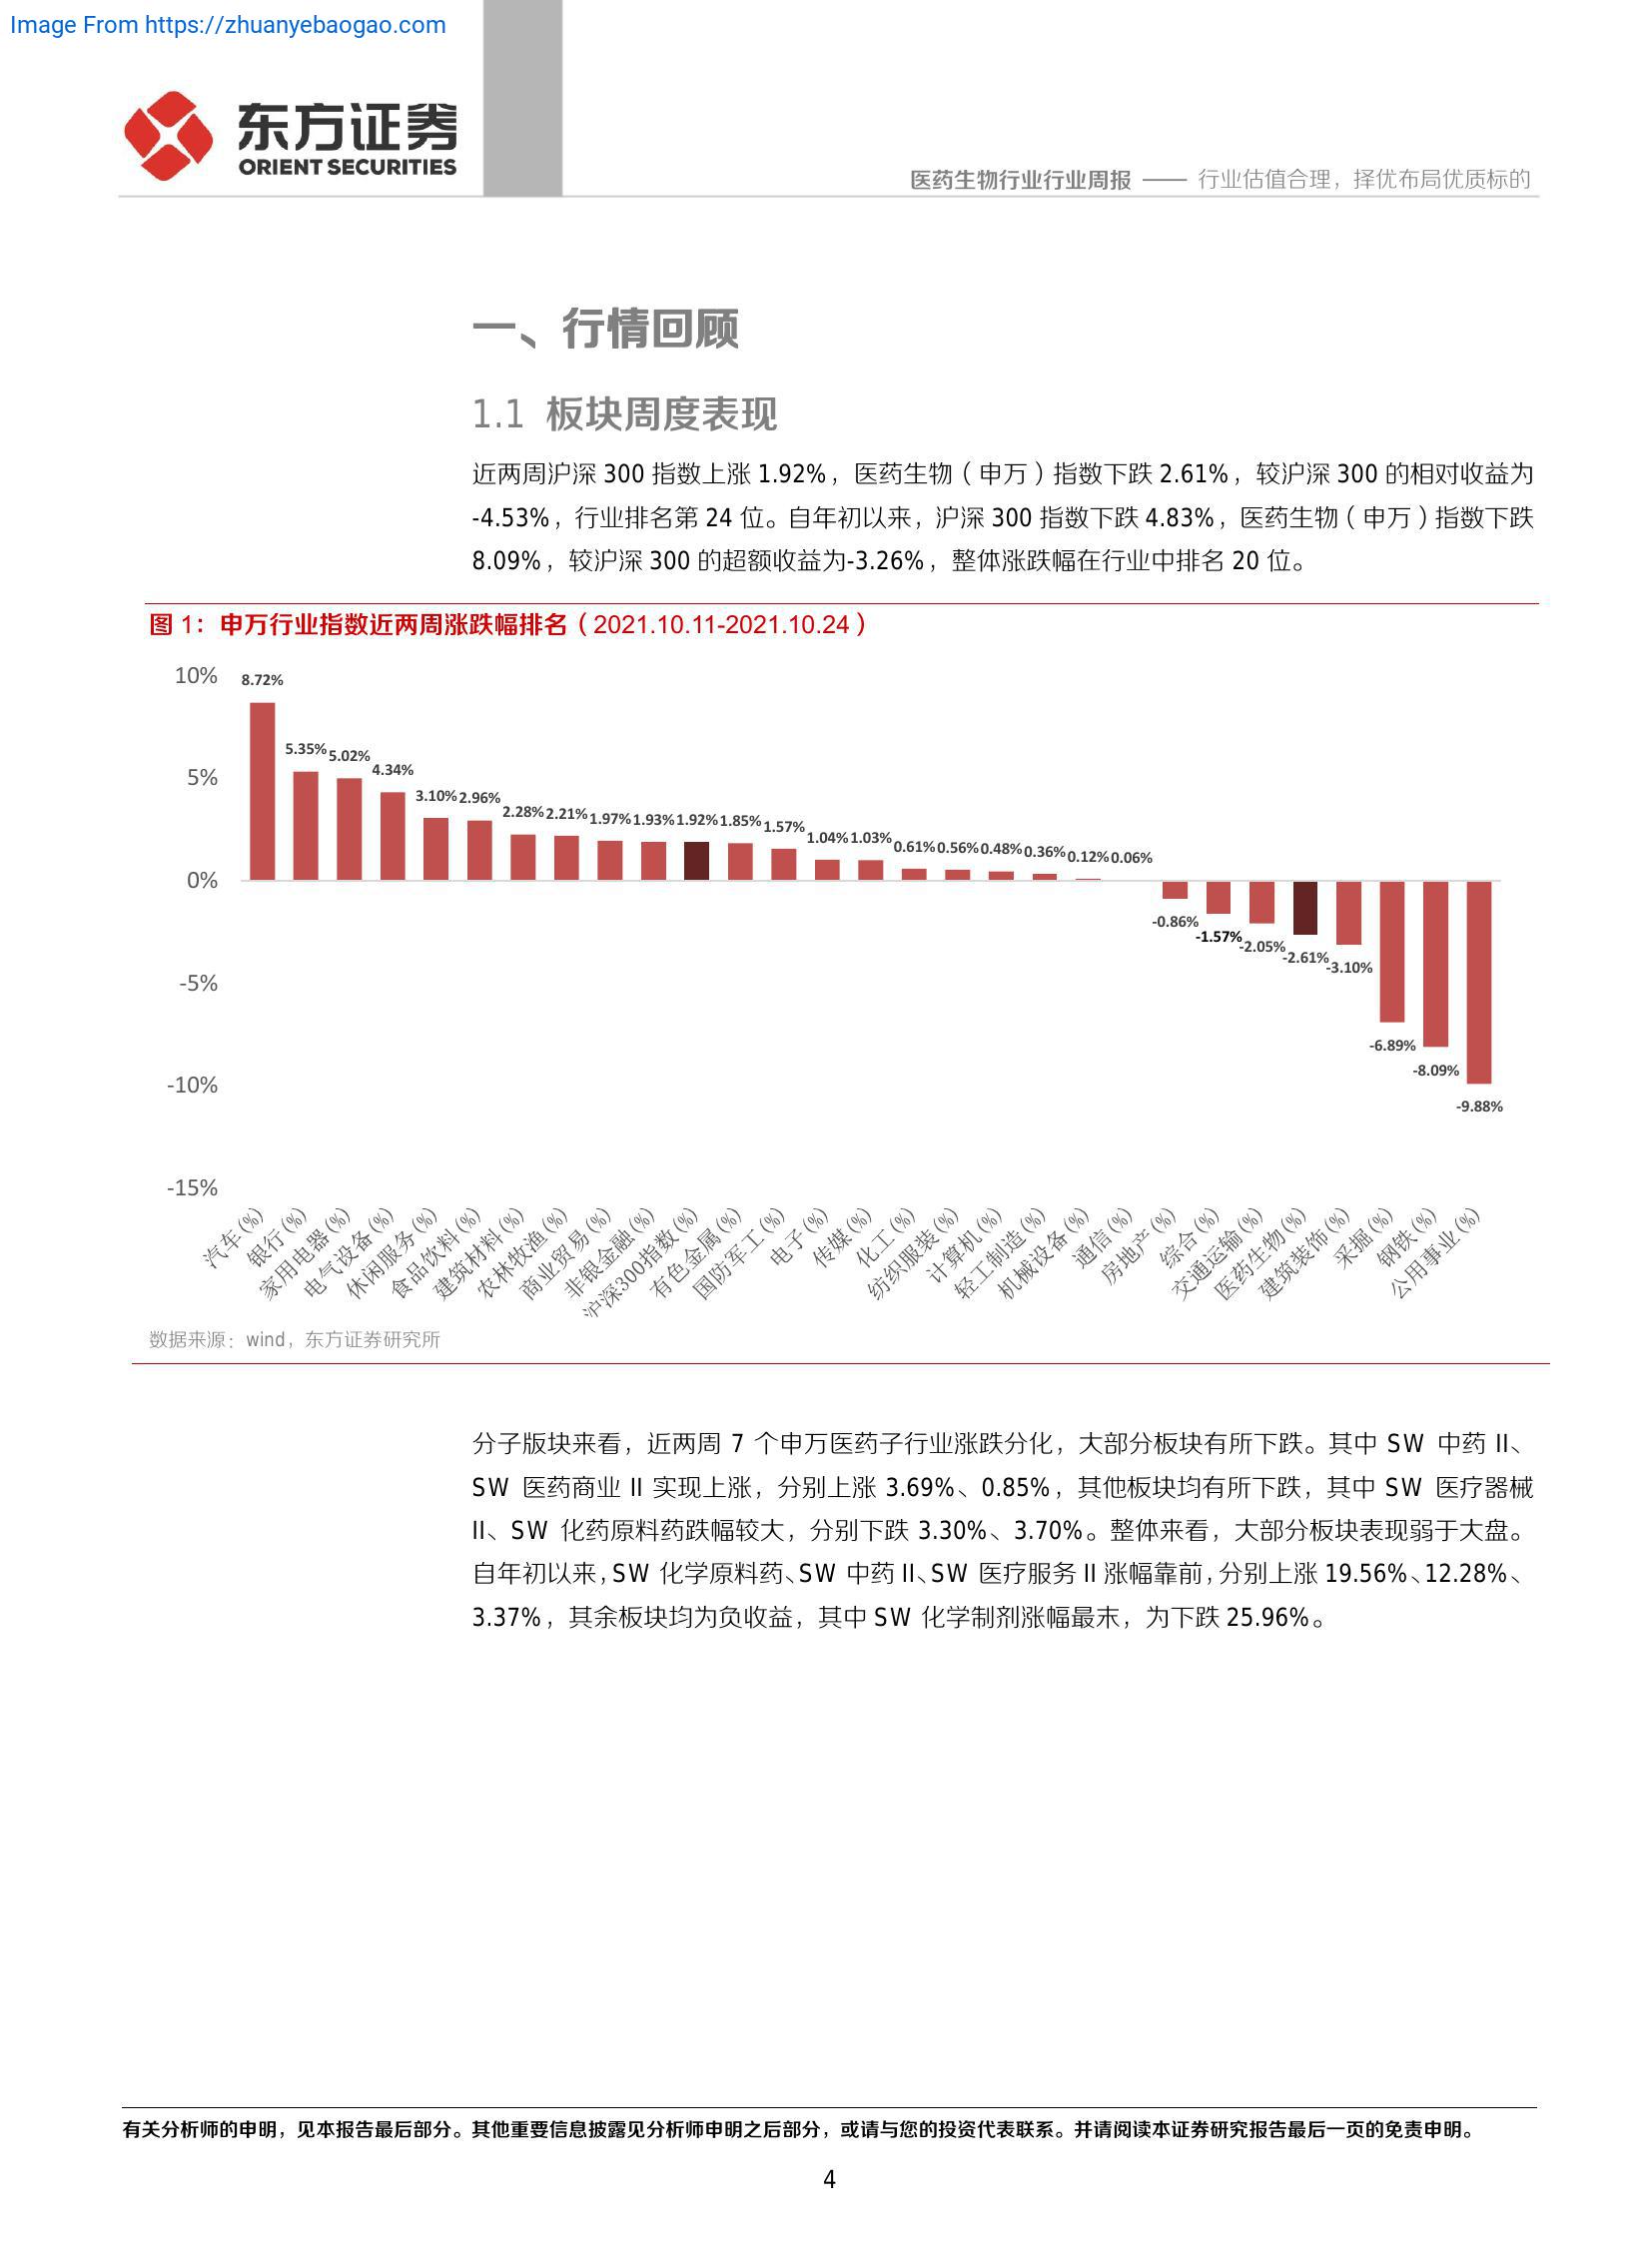 Image From https://zhuanyebaogao.com
东方证券
ORIENT SECURITIES
医药生物行业行业周报 —— 行业估值合理，择优布局优质标的
一、行情回顾
1.1 板块周度表现
近两周沪深 300 指数上涨 1.92%，医药生物（申万）指数下跌 2.61%，较沪深 300 的相对收益为
-4.53%，行业排名第 24 位。自年初以来，沪深 300 指数下跌 4.83%，医药生物（申万）指数下跌
8.09%，较沪深 300 的超额收益为-3.26%，整体涨跌幅在行业中排名 20 位。
图 1：申万行业指数近两周涨跌幅排名（2021.10.11-2021.10.24）
10%
5%
0%
-5%
-10%
-15%
8.72%
5.35%
5.02%
4.34%
3.10%
2.96%
2.28%
2.21%
1.97%
1.93%
1.92%
1.85%
1.57%
1.04%
1.03%
0.61%
0.56%
0.48%
0.36%
0.12%
0.06%
-0.86%
-1.57%
-2.05%
-2.61%
-3.10%
-6.89%
-8.09%
-9.88%
汽车(%)
银行(%)
家用电器(%)
电气设备(%)
休闲服务(%)
食品饮料(%)
建筑材料(%)
农林牧渔(%)
商业贸易(%)
非银金融(%)
沪深300指数(%)
有色金属(%)
国防军工(%)
电子(%)
传媒(%)
化工(%)
纺织服装(%)
计算机(%)
轻工制造(%)
机械设备(%)
通信(%)
房地产(%)
综合(%)
交通运输(%)
医药生物(%)
建筑装饰(%)
采掘(%)
钢铁(%)
公用事业(%)
数据来源：wind，东方证券研究所
分子版块来看，近两周 7 个申万医药子行业涨跌分化，大部分板块有所下跌。其中 SW 中药 II、
SW 医药商业 II 实现上涨，分别上涨 3.69%、0.85%，其他板块均有所下跌，其中 SW 医疗器械
II、SW 化药原料药跌幅较大，分别下跌 3.30%、3.70%。整体来看，大部分板块表现弱于大盘。
自年初以来，SW 化学原料药、SW 中药 II、SW 医疗服务 II 涨幅靠前，分别上涨 19.56%、12.28%、
3.37%，其余板块均为负收益，其中 SW 化学制剂涨幅最末，为下跌 25.96%。
有关分析师的申明，见本报告最后部分。其他重要信息披露见分析师申明之后部分，或请与您的投资代表联系。并请阅读本证券研究报告最后一页的免责申明。
4